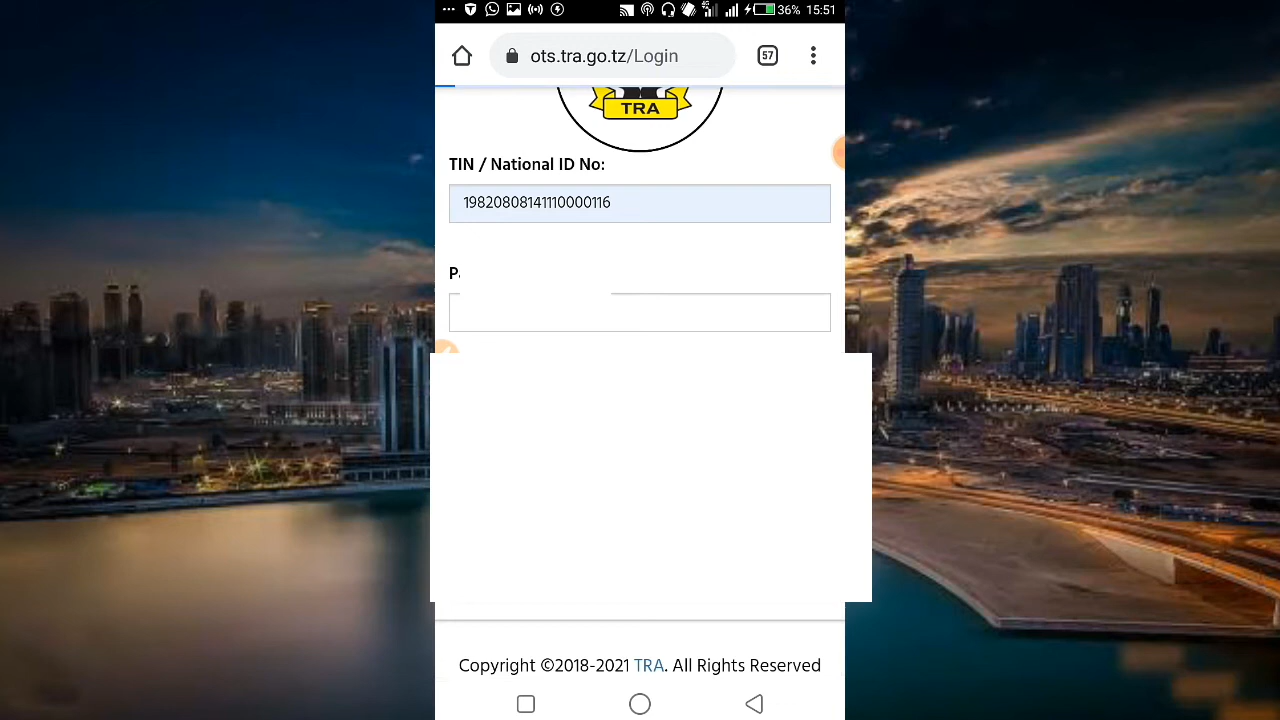 36% 15:51
ots.tra.go.tz/Login
57
TRA
TIN / National ID No:
19820808141110000116
P
Copyright ©2018-2021 TRA. All Rights Reserved